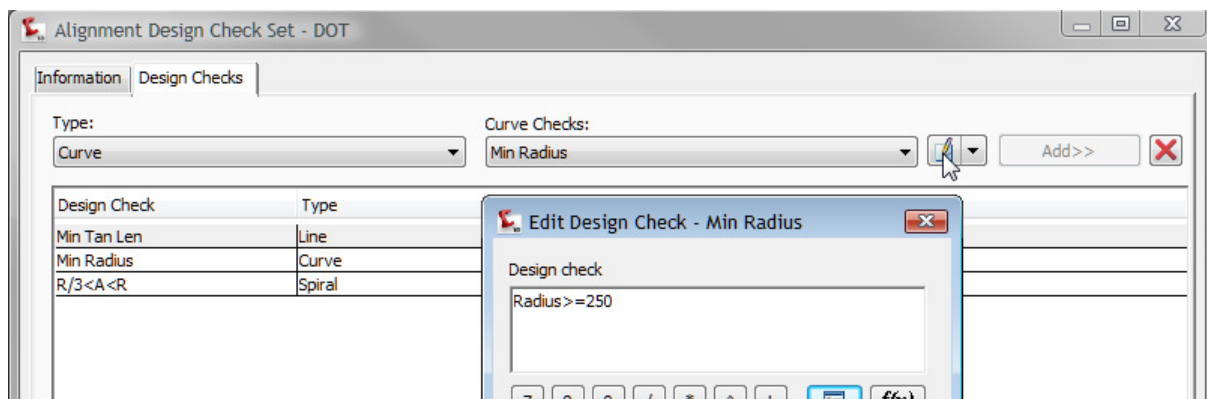 Alignment Design Check Set - DOT
Information Design Checks
Type: Curve Checks:
Curve Min Radius Add>>
Design Check Type
Min Tan Len Line
Min Radius Curve
R/3<A<R Spiral
Edit Design Check - Min Radius
Design check
Radius>=250
f(x)